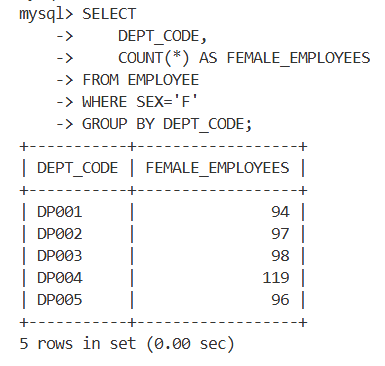 mysql> SELECT
    ->     DEPT_CODE,
    ->     COUNT(*) AS FEMALE_EMPLOYEES
    -> FROM EMPLOYEE
    -> WHERE SEX='F'
    -> GROUP BY DEPT_CODE;
+-----------+------------------+
| DEPT_CODE | FEMALE_EMPLOYEES |
+-----------+------------------+
| DP001     |               94 |
| DP002     |               97 |
| DP003     |               98 |
| DP004     |              119 |
| DP005     |               96 |
+-----------+------------------+
5 rows in set (0.00 sec)